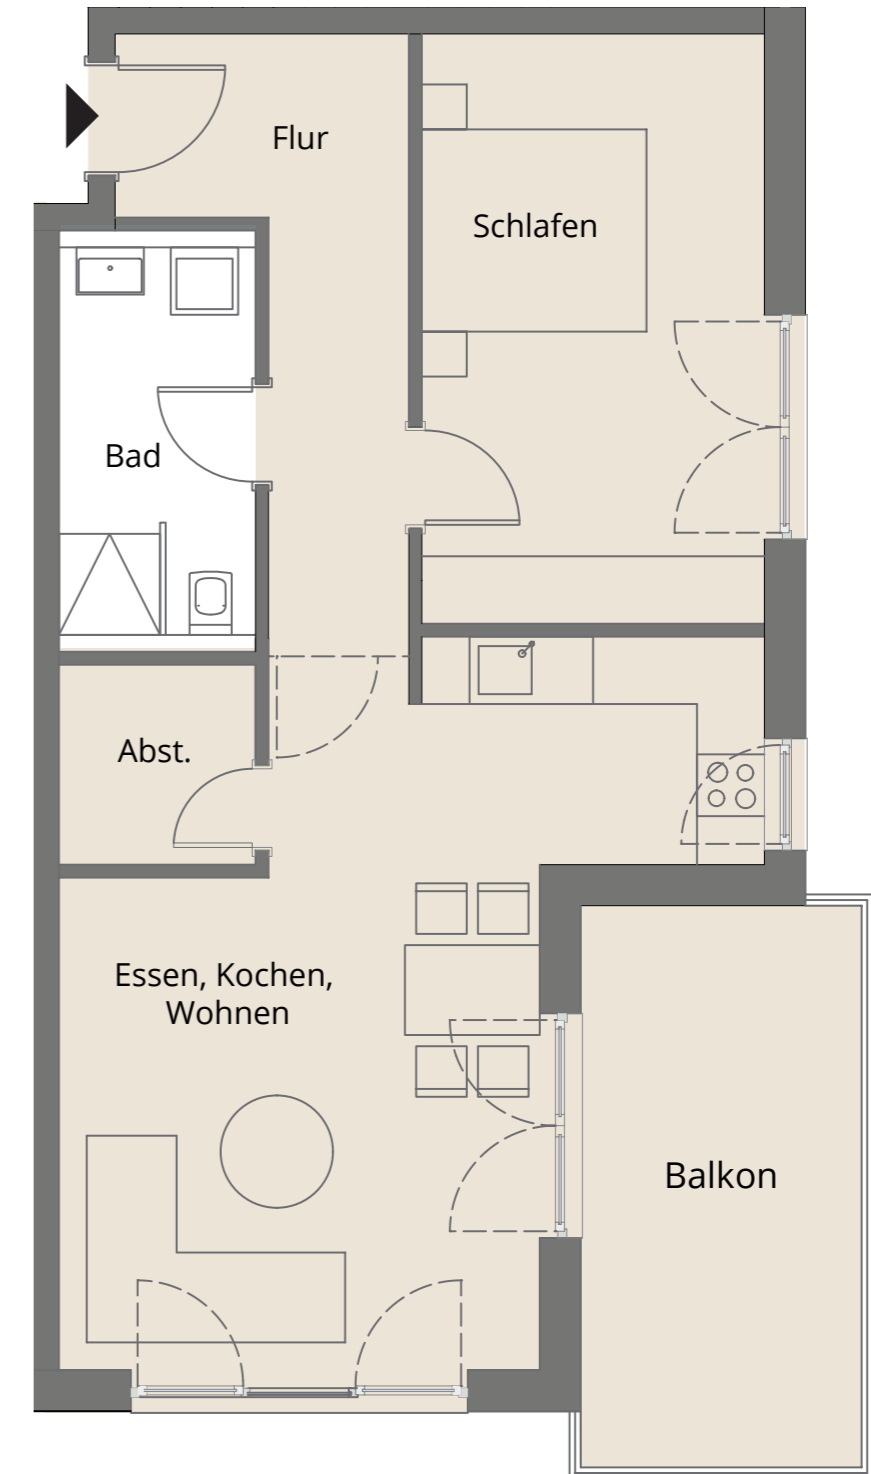 Flur
Schlafen
Bad
Abst.
Essen, Kochen,
Wohnen
Balkon